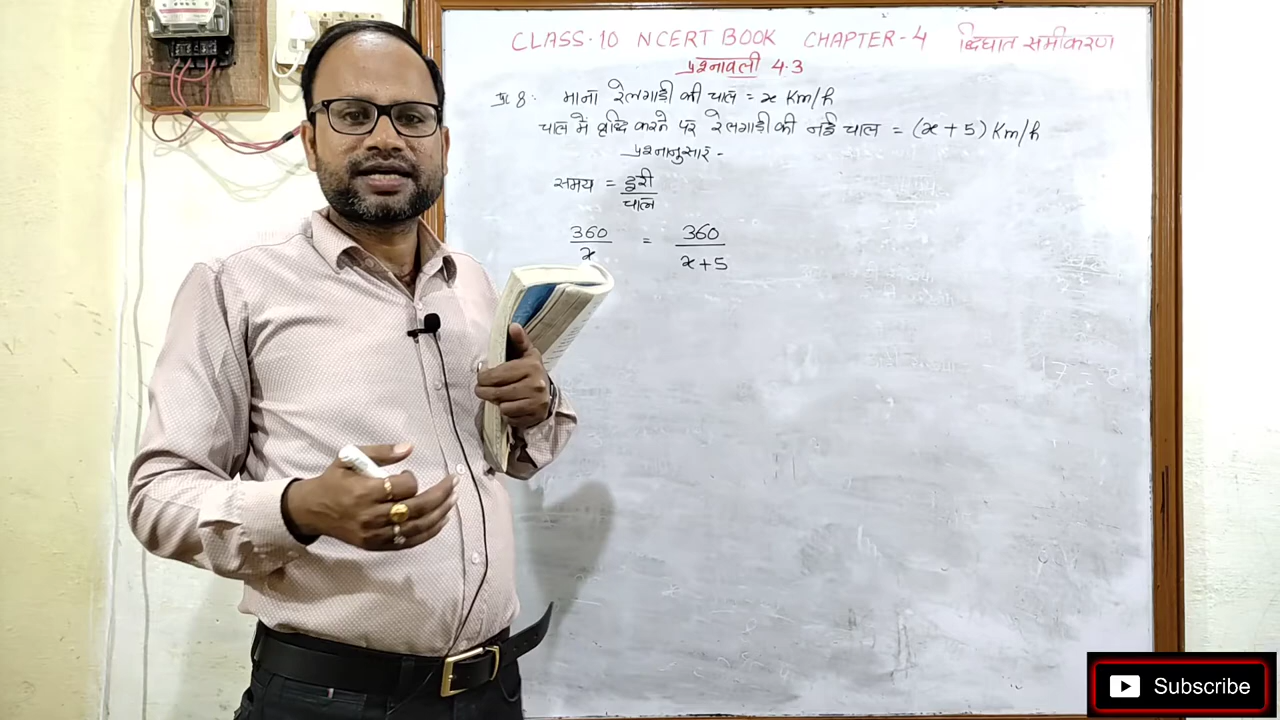 CLASS-10 NCERT BOOK CHAPTER-4 द्विघात समीकरण
प्रश्नावली 4.3
प्र० 8: माना रेलगाड़ी की चाल = x Km/h
चाल में वृद्धि करने पर रेलगाड़ी की नई चाल = (x + 5) Km/h
प्रश्नानुसार -
समय = दूरी / चाल
360 / x = 360 / x+5
Subscribe